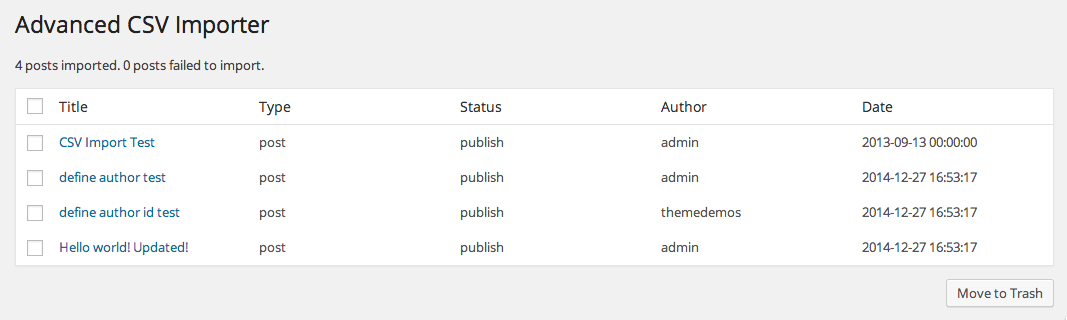 Advanced CSV Importer
4 posts imported. 0 posts failed to import.
Title Type Status Author Date
CSV Import Test post publish admin 2013-09-13 00:00:00
define author test post publish admin 2014-12-27 16:53:17
define author id test post publish themedemos 2014-12-27 16:53:17
Hello world! Updated! post publish admin 2014-12-27 16:53:17
Move to Trash